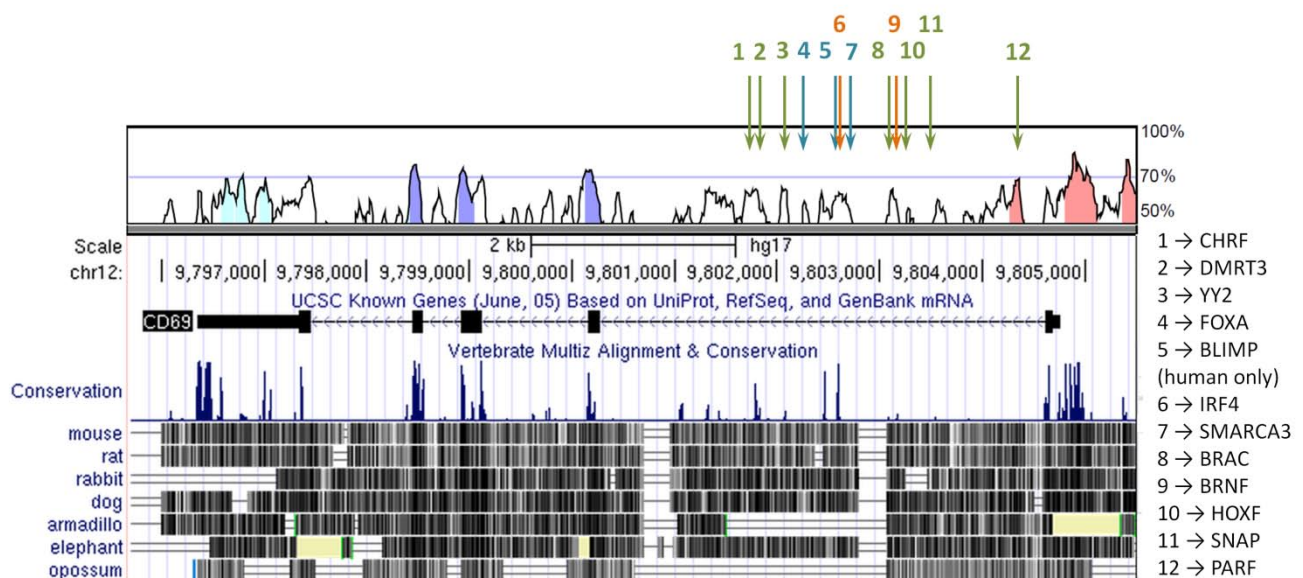 6 9 11
1 2 3 4 5 7 8 10 12
100%
70%
50%
Scale 2 kb hg17
chr12: 9,797,000 9,798,000 9,799,000 9,800,000 9,801,000 9,802,000 9,803,000 9,804,000 9,805,000
UCSC Known Genes (June, 05) Based on UniProt, RefSeq, and GenBank mRNA
CD69
Vertebrate Multiz Alignment & Conservation
Conservation
mouse
rat
rabbit
dog
armadillo
elephant
opossum
1 → CHRF
2 → DMRT3
3 → YY2
4 → FOXA
5 → BLIMP
(human only)
6 → IRF4
7 → SMARCA3
8 → BRAC
9 → BRNF
10 → HOXF
11 → SNAP
12 → PARF